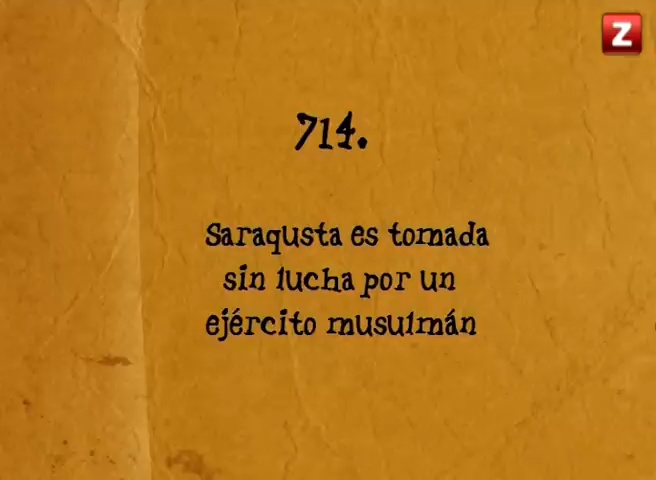 Z
714.
Saraqusta es tomada
sin lucha por un
ejército musulmán